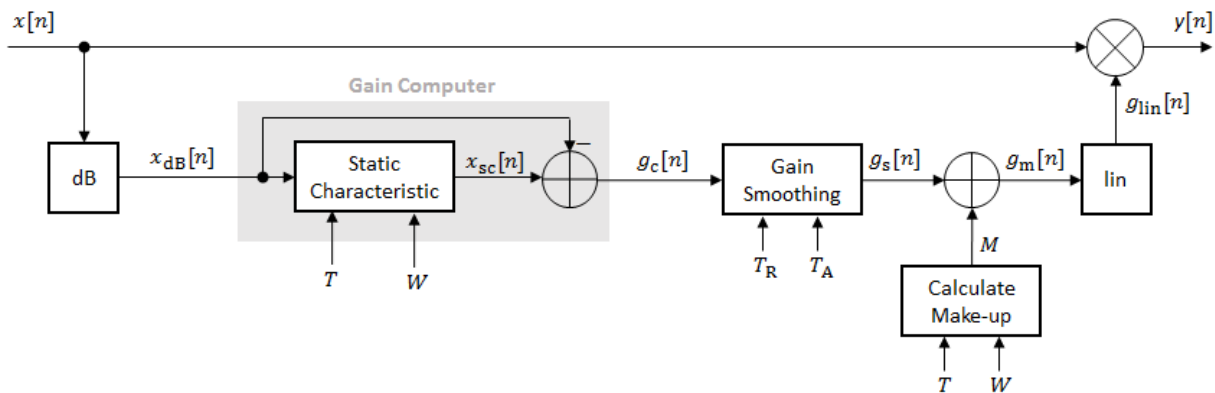 x[n]
y[n]
Gain Computer
g_lin[n]
dB
x_dB[n]
Static
Characteristic
x_sc[n]
−
g_c[n]
Gain
Smoothing
g_s[n]
g_m[n]
lin
T
W
T_R
T_A
M
Calculate
Make-up
T
W